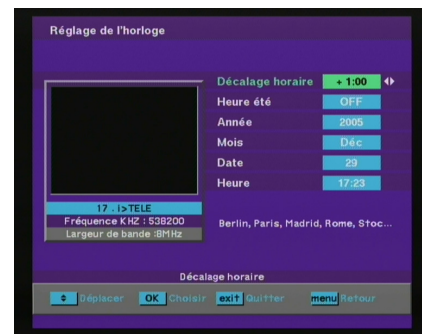 Réglage de l'horloge
Décalage horaire + 1:00
Heure été OFF
Année 2005
Mois Déc
Date 29
Heure 17:23
17 . i>TELE
Fréquence KHZ : 538200
Largeur de bande :8MHz
Berlin, Paris, Madrid, Rome, Stoc...
Décalage horaire
Déplacer OK Choisir exit Quitter menu Retour